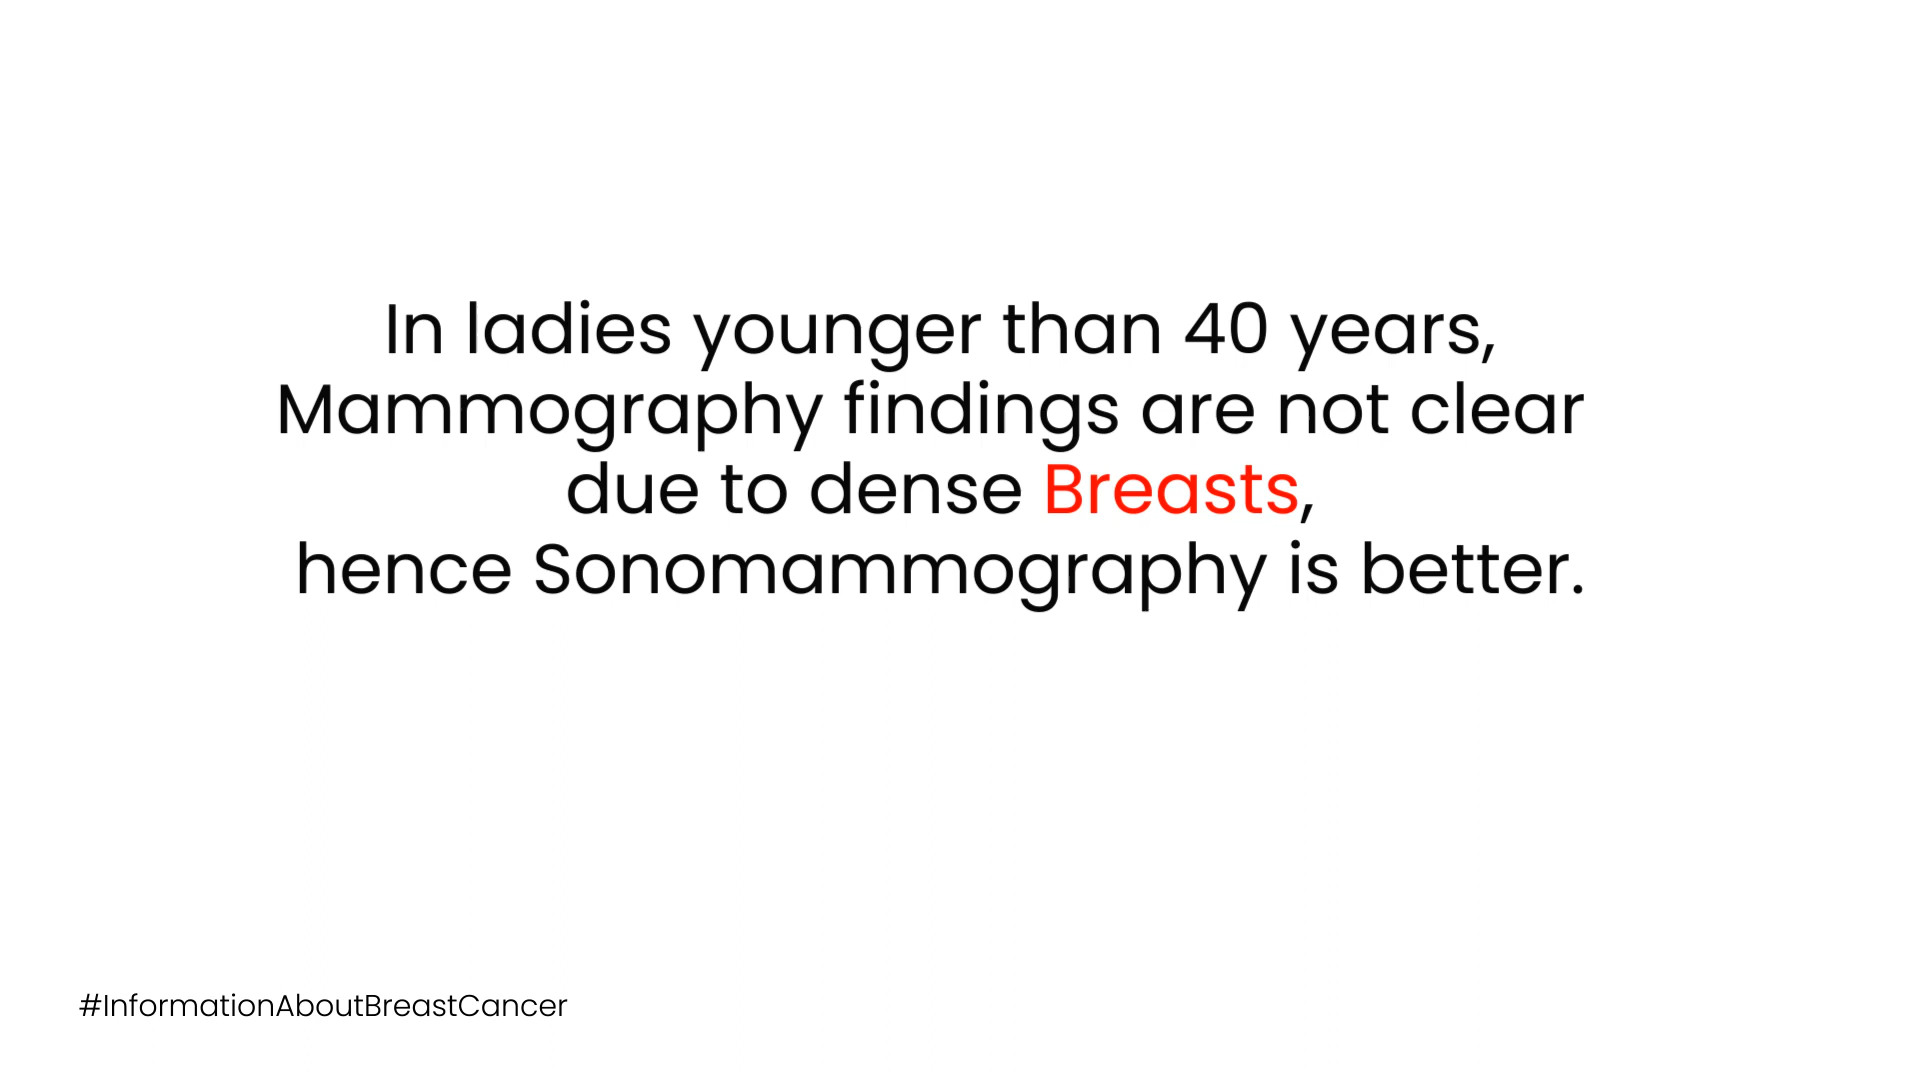 In ladies younger than 40 years,
Mammography findings are not clear
due to dense Breasts,
hence Sonomammography is better.
#InformationAboutBreastCancer